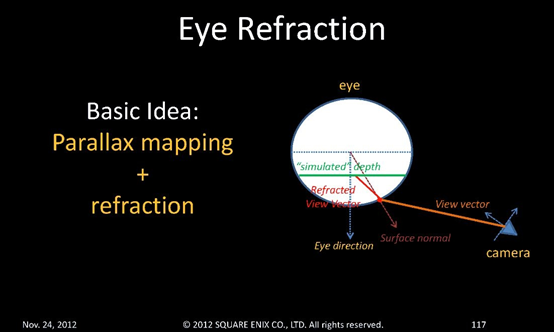 Eye Refraction
Basic Idea:
Parallax mapping
+
refraction
eye
“simulated” depth
Refracted
View Vector
View vector
Surface normal
Eye direction
camera
Nov. 24, 2012
© 2012 SQUARE ENIX CO., LTD. All rights reserved.
117